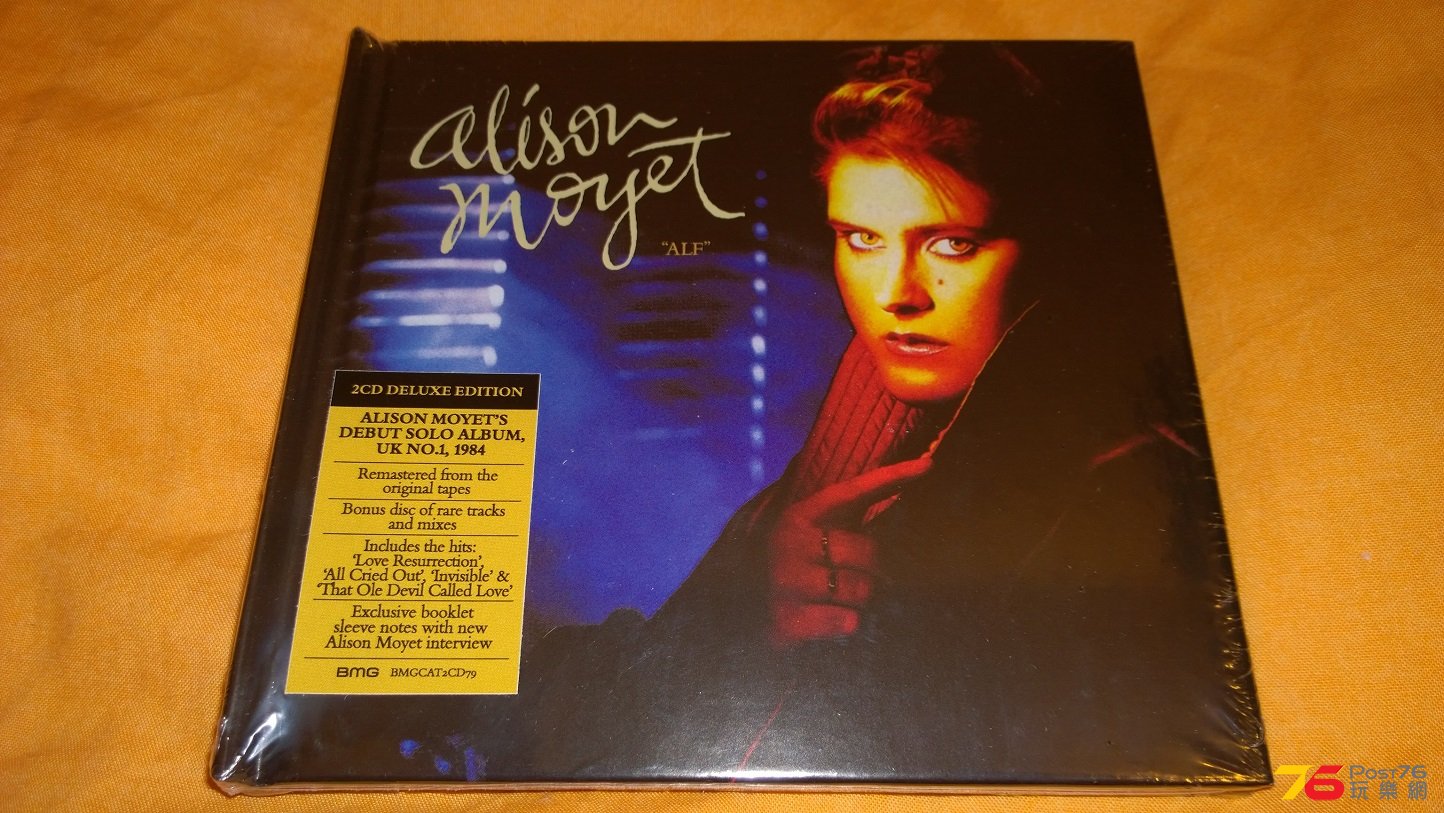 Alison
Moyet
“ALF”
2CD DELUXE EDITION
ALISON MOYET'S
DEBUT SOLO ALBUM,
UK NO.1, 1984
Remastered from the
original tapes
Bonus disc of rare tracks
and mixes
Includes the hits:
‘Love Resurrection’,
‘All Cried Out’, ‘Invisible’ &
‘That Ole Devil Called Love’
Exclusive booklet
sleeve notes with new
Alison Moyet interview
BMG BMGCAT2CD79
76 POST76
玩樂網